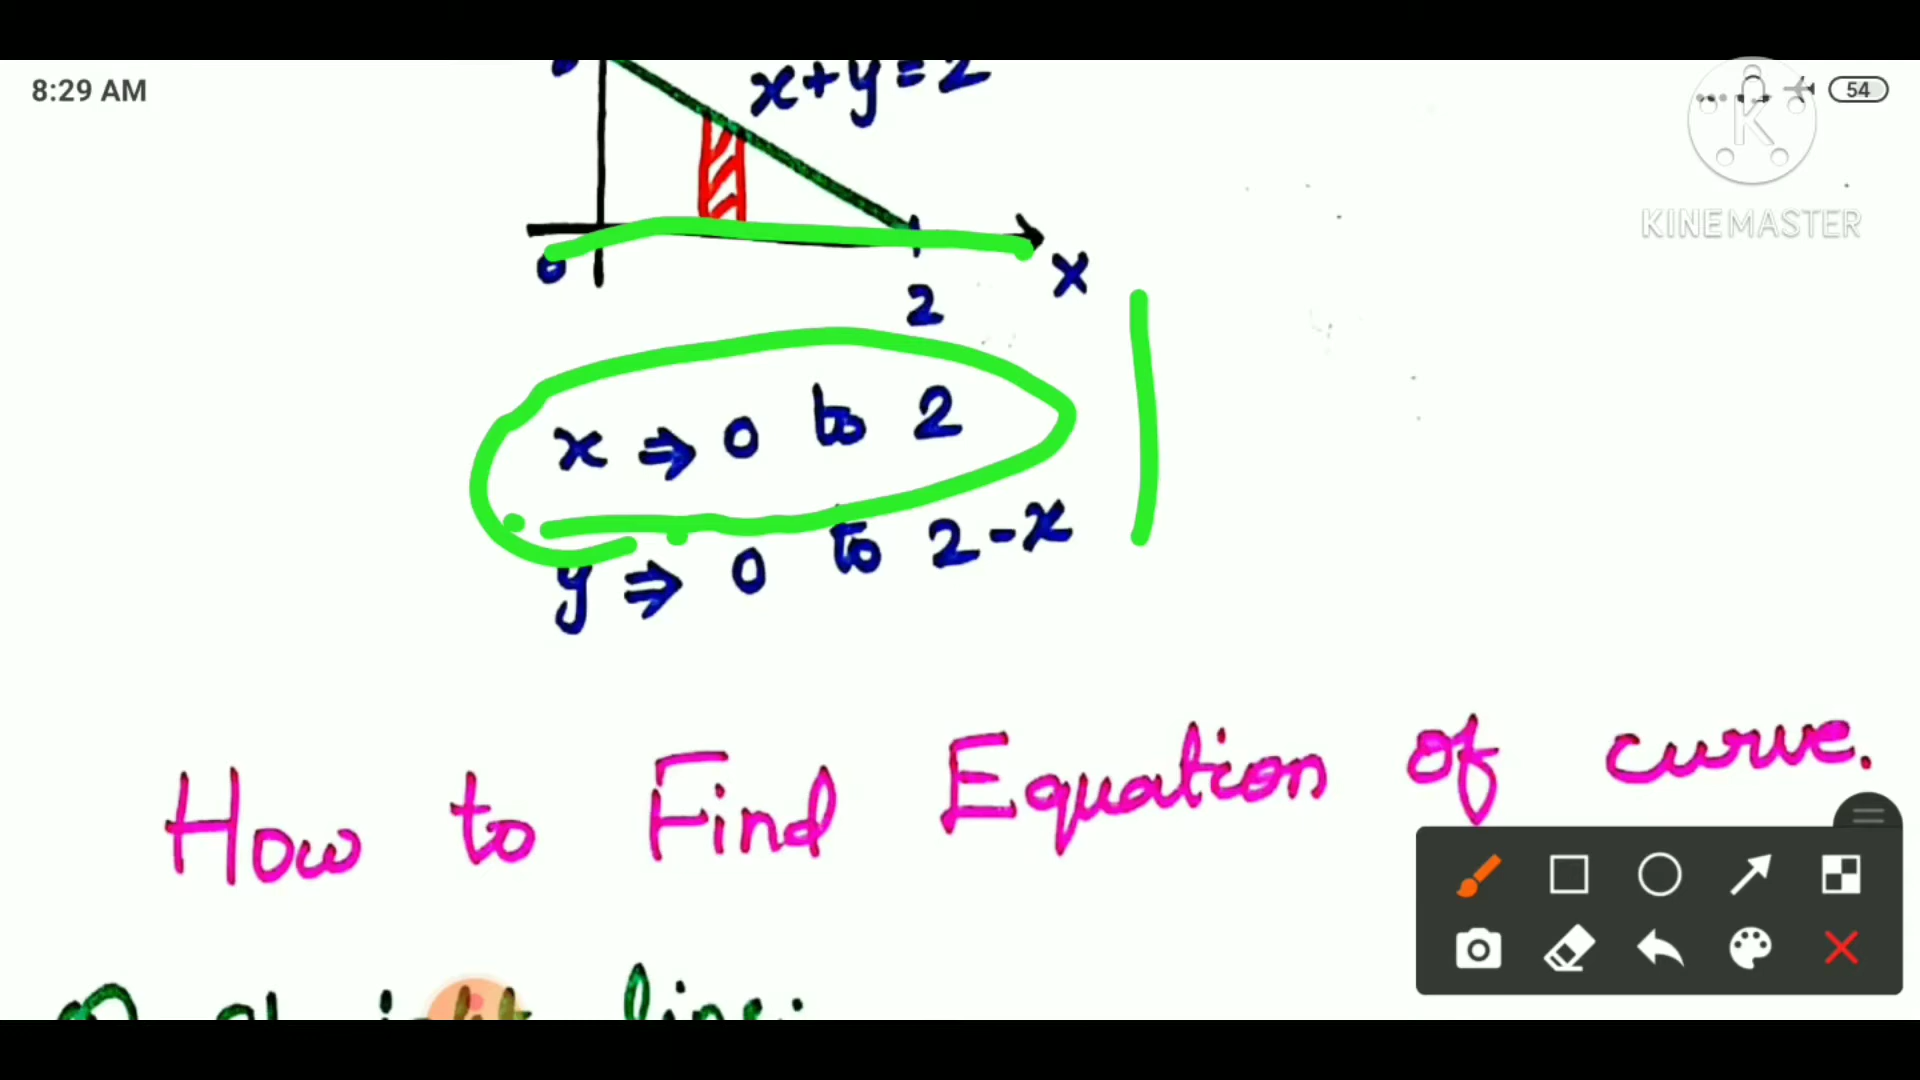 8:29 AM
54
x+y=2
K
KINEMASTER
0
x
2
x ⇒ 0 to 2
y ⇒ 0 to 2-x
How to Find Equation of curve.
line: